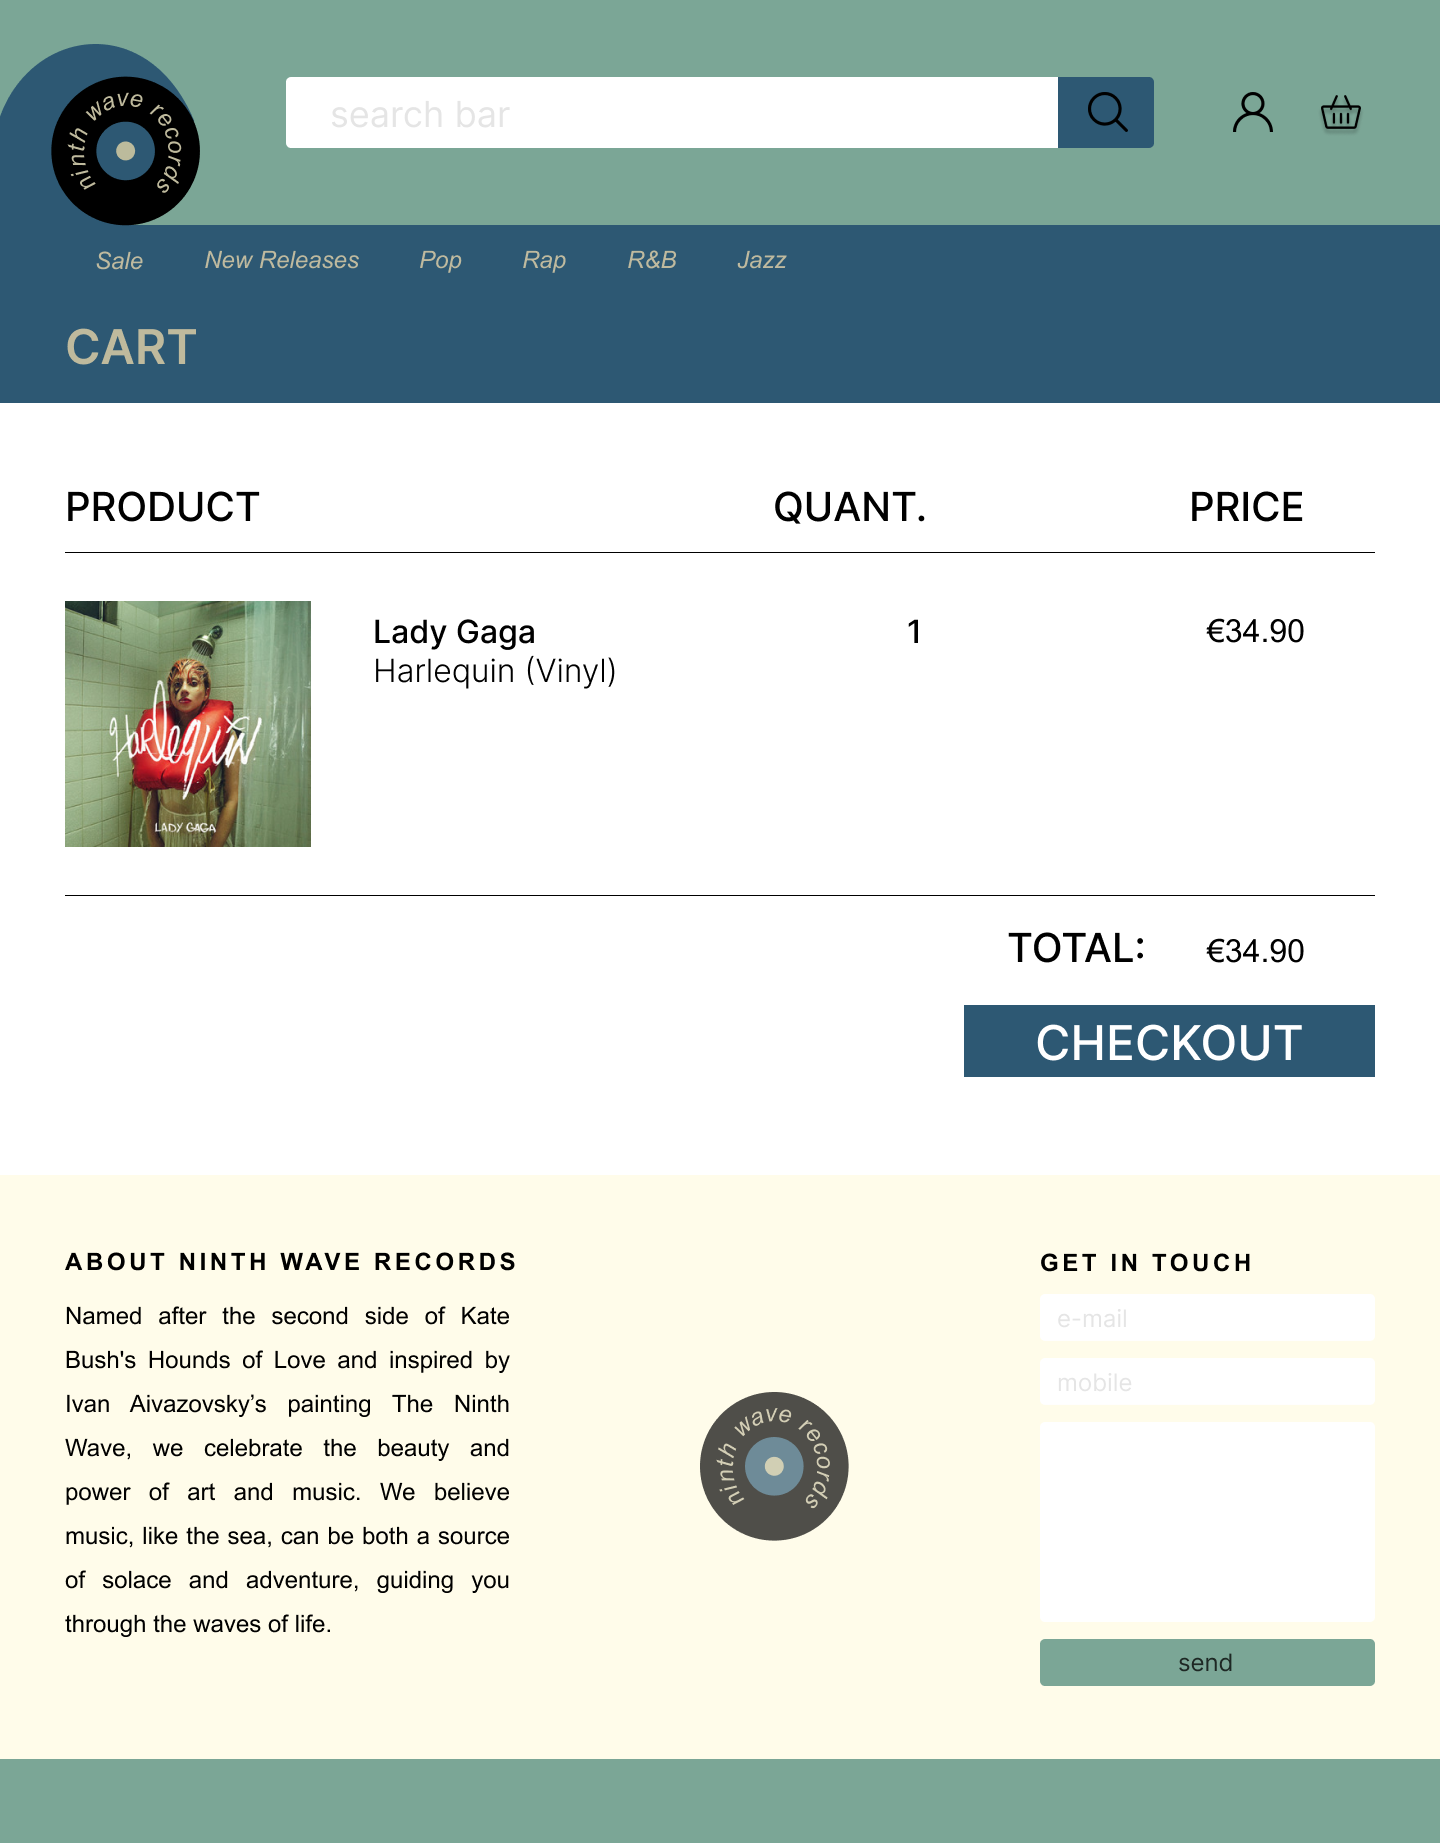 ninth wave records
search bar
Sale New Releases Pop Rap R&B Jazz
CART
PRODUCT QUANT. PRICE
Lady Gaga 1 €34.90
Harlequin (Vinyl)
Harlequin
LADY GAGA
TOTAL: €34.90
CHECKOUT
ABOUT NINTH WAVE RECORDS
Named after the second side of Kate
Bush's Hounds of Love and inspired by
Ivan Aivazovsky’s painting The Ninth
Wave, we celebrate the beauty and
power of art and music. We believe
music, like the sea, can be both a source
of solace and adventure, guiding you
through the waves of life.
ninth wave records
GET IN TOUCH
e-mail
mobile
send